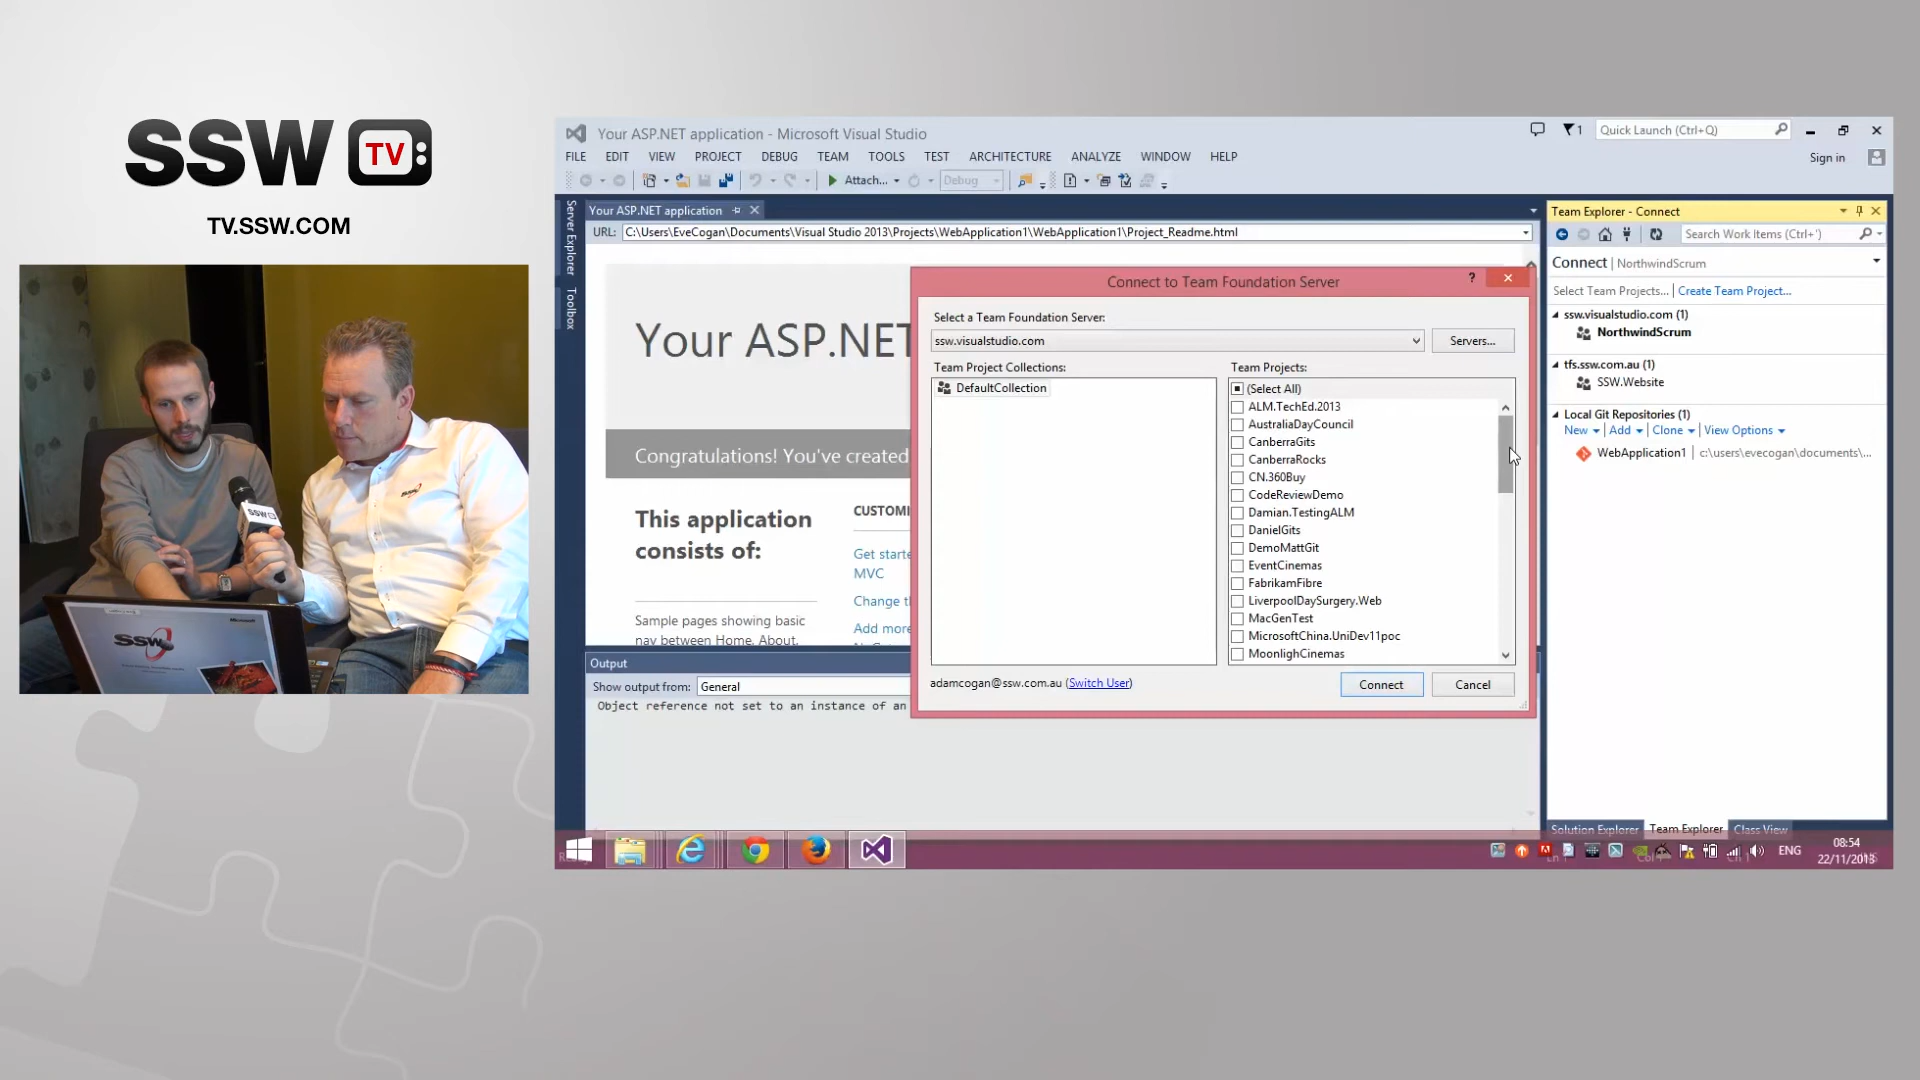 SSW TV:
TV.SSW.COM
SSW
SSW
Microsoft
Your ASP.NET application - Microsoft Visual Studio
1
Quick Launch (Ctrl+Q)
FILE EDIT VIEW PROJECT DEBUG TEAM TOOLS TEST ARCHITECTURE ANALYZE WINDOW HELP
Sign in
Attach... Debug
Server Explorer
Toolbox
Your ASP.NET application
URL: C:\Users\EveCogan\Documents\Visual Studio 2013\Projects\WebApplication1\WebApplication1\Project_Readme.html
Your ASP.NET
Congratulations! You've created
This application
consists of:
Sample pages showing basic
nav between Home, About,
CUSTOMI
Get starte
MVC
Change tl
Add more
Output
Show output from: General
Object reference not set to an instance of an
Connect to Team Foundation Server
?
Select a Team Foundation Server:
ssw.visualstudio.com
Servers...
Team Project Collections:
DefaultCollection
Team Projects:
(Select All)
ALM.TechEd.2013
AustraliaDayCouncil
CanberraGits
CanberraRocks
CN.360Buy
CodeReviewDemo
Damian.TestingALM
DanielGits
DemoMattGit
EventCinemas
FabrikamFibre
LiverpoolDaySurgery.Web
MacGenTest
MicrosoftChina.UniDev11poc
MoonlighCinemas
adamcogan@ssw.com.au (Switch User)
Connect
Cancel
Team Explorer - Connect
Search Work Items (Ctrl+')
Connect | NorthwindScrum
Select Team Projects... | Create Team Project...
ssw.visualstudio.com (1)
NorthwindScrum
tfs.ssw.com.au (1)
SSW.Website
Local Git Repositories (1)
New | Add | Clone | View Options
WebApplication1 | c:\users\evecogan\documents\...
Solution Explorer Team Explorer Class View
ENG
08:54
22/11/2013